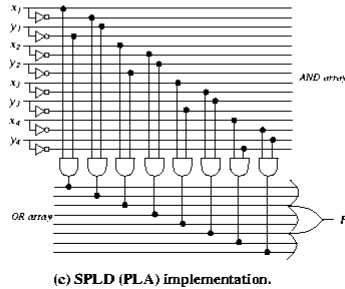 x1
y1
x2
y2
x3
y3
x4
y4
AND array
OR array
F
(c) SPLD (PLA) implementation.